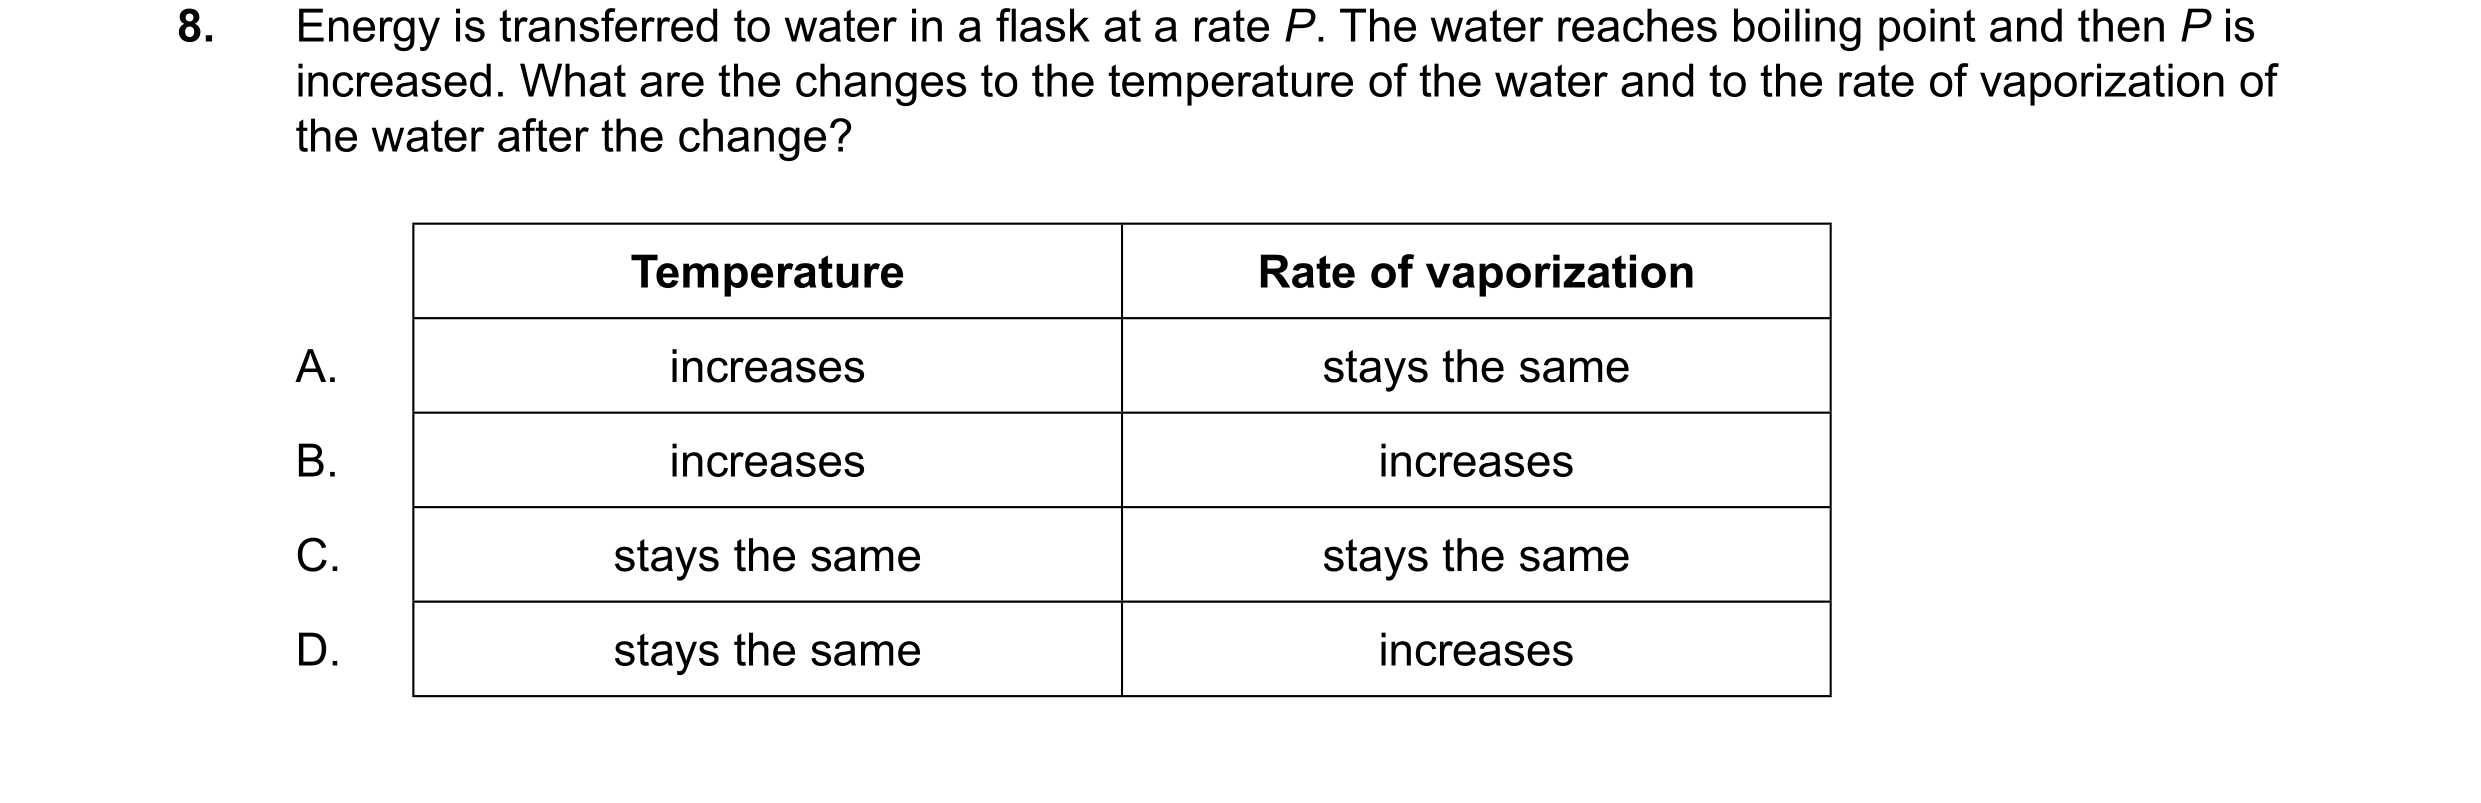 8. Energy is transferred to water in a flask at a rate P. The water reaches boiling point and then P is
increased. What are the changes to the temperature of the water and to the rate of vaporization of
the water after the change?
Temperature Rate of vaporization
A. increases stays the same
B. increases increases
C. stays the same stays the same
D. stays the same increases